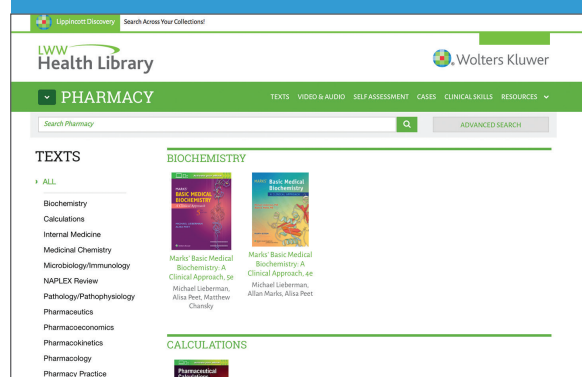 Lippincott Discovery Search Across Your Collections!
LWW
Health Library
Wolters Kluwer
PHARMACY
TEXTS VIDEO & AUDIO SELF ASSESSMENT CASES CLINICAL SKILLS RESOURCES
Search Pharmacy
ADVANCED SEARCH
TEXTS
ALL
Biochemistry
Calculations
Internal Medicine
Medicinal Chemistry
Microbiology/Immunology
NAPLEX Review
Pathology/Pathophysiology
Pharmaceutics
Pharmacoeconomics
Pharmacokinetics
Pharmacology
Pharmacy Practice
BIOCHEMISTRY
MARKS'
BASIC MEDICAL
BIOCHEMISTRY
A Clinical Approach
Marks' Basic Medical
Biochemistry: A
Clinical Approach, 5e
Michael Lieberman,
Alisa Peet, Matthew
Chansky
MARKS' Basic Medical
Biochemistry
Marks' Basic Medical
Biochemistry: A
Clinical Approach, 4e
Michael Lieberman,
Allan Marks, Alisa Peet
CALCULATIONS
Pharmaceutical
Calculations